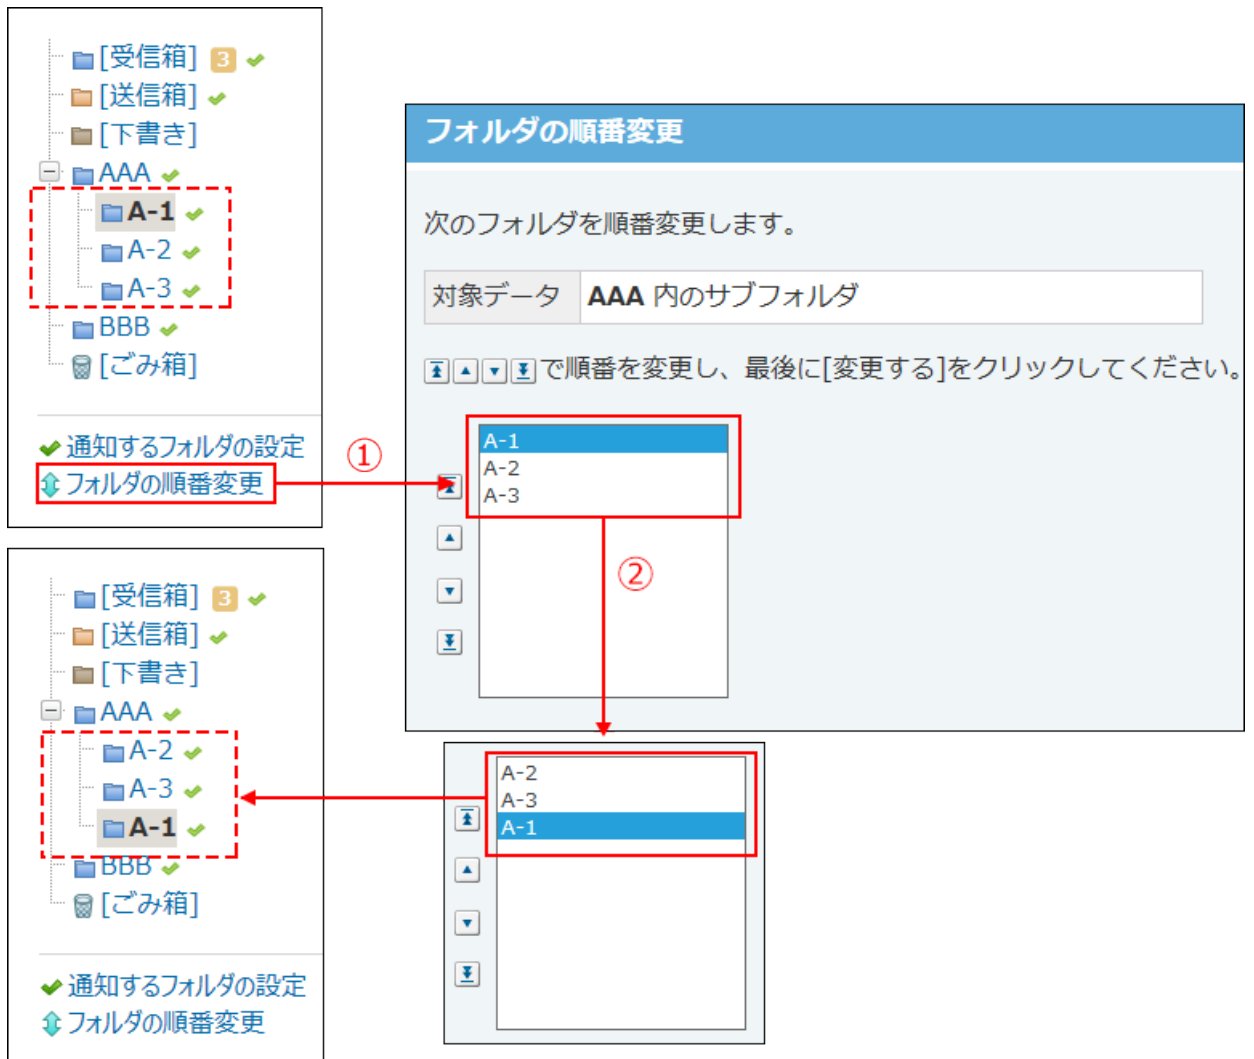 [受信箱] 3
[送信箱]
[下書き]
AAA
A-1
A-2
A-3
BBB
[ごみ箱]
通知するフォルダの設定
フォルダの順番変更
①
フォルダの順番変更
次のフォルダを順番変更します。
対象データ AAA 内のサブフォルダ
で順番を変更し、最後に[変更する]をクリックしてください。
A-1
A-2
A-3
②
A-2
A-3
A-1
[受信箱] 3
[送信箱]
[下書き]
AAA
A-2
A-3
A-1
BBB
[ごみ箱]
通知するフォルダの設定
フォルダの順番変更